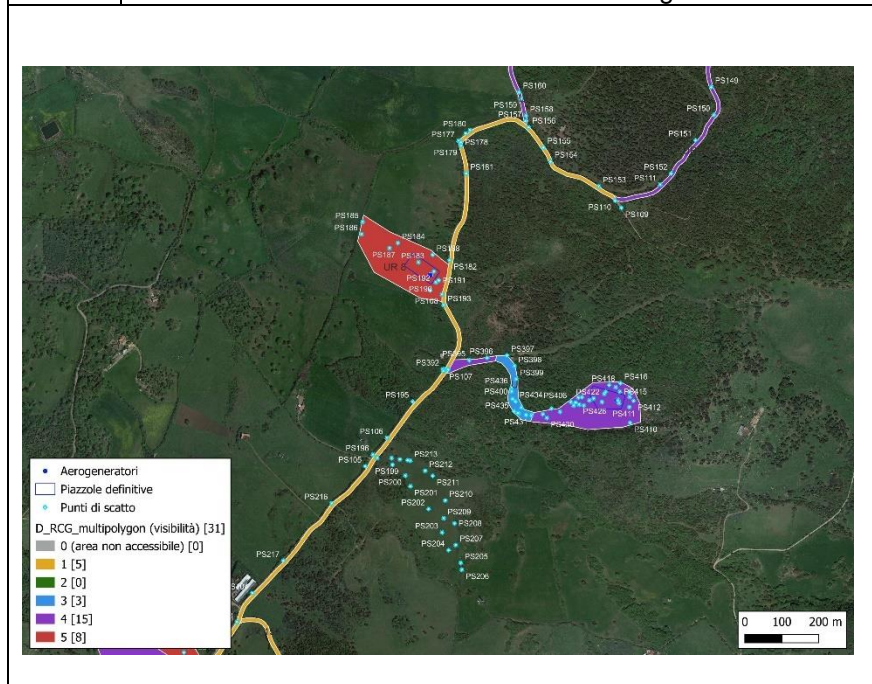 PS160
PS149
PS159
PS158
PS150
PS157
PS156
PS180
PS177
PS178
PS155
PS151
PS179
PS154
PS161
PS152
PS153
PS111
PS110
PS109
PS185
PS186
PS184
PS187
PS183
PS182
UR 6
PS192
PS191
PS190
PS193
PS168
PS397
PS396
PS398
PS392
PS107
PS399
PS436
PS418
PS416
PS400
PS434
PS422
PS415
PS195
PS435
PS406
PS426
PS411
PS412
PS410
PS106
PS196
PS213
PS105
PS199
PS212
PS200
PS211
PS201
PS210
PS216
PS202
PS209
PS208
PS203
PS207
PS204
PS217
PS205
PS206
Aerogeneratori
Piazzole definitive
Punti di scatto
D_RCG_multipolygon (visibilità) [31]
0 (area non accessibile) [0]
1 [5]
2 [0]
3 [3]
4 [15]
5 [8]
0 100 200 m